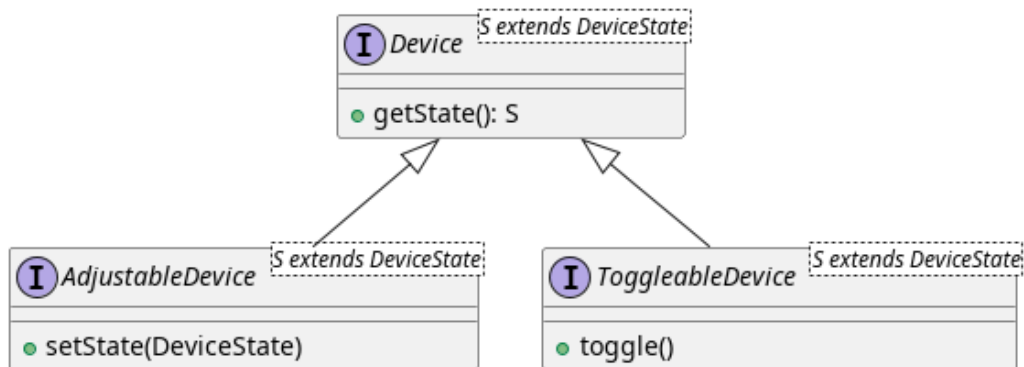 S extends DeviceState
I Device
getState(): S
S extends DeviceState
I AdjustableDevice
setState(DeviceState)
S extends DeviceState
I ToggleableDevice
toggle()